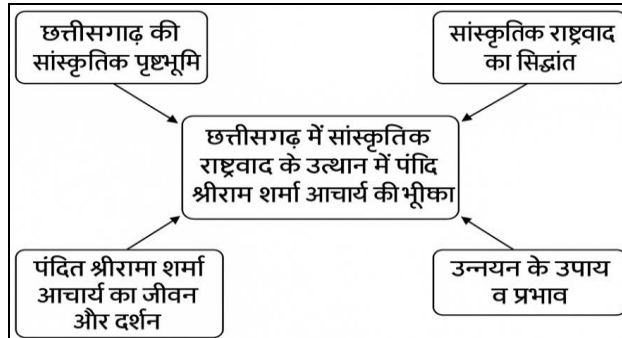 छत्तीसगढ़ की
सांस्कृतिक पृष्टभूमि
सांस्कृतिक राष्ट्रवाद
का सिद्धांत
छत्तीसगढ़ में सांस्कृतिक
राष्ट्रवाद के उत्थान में पंदि
श्रीराम शर्मा आचार्य की
पंदित श्रीरामा शर्मा
आचार्य का जीवन
और दर्शन
उन्नयन के उपाय
व प्रभाव